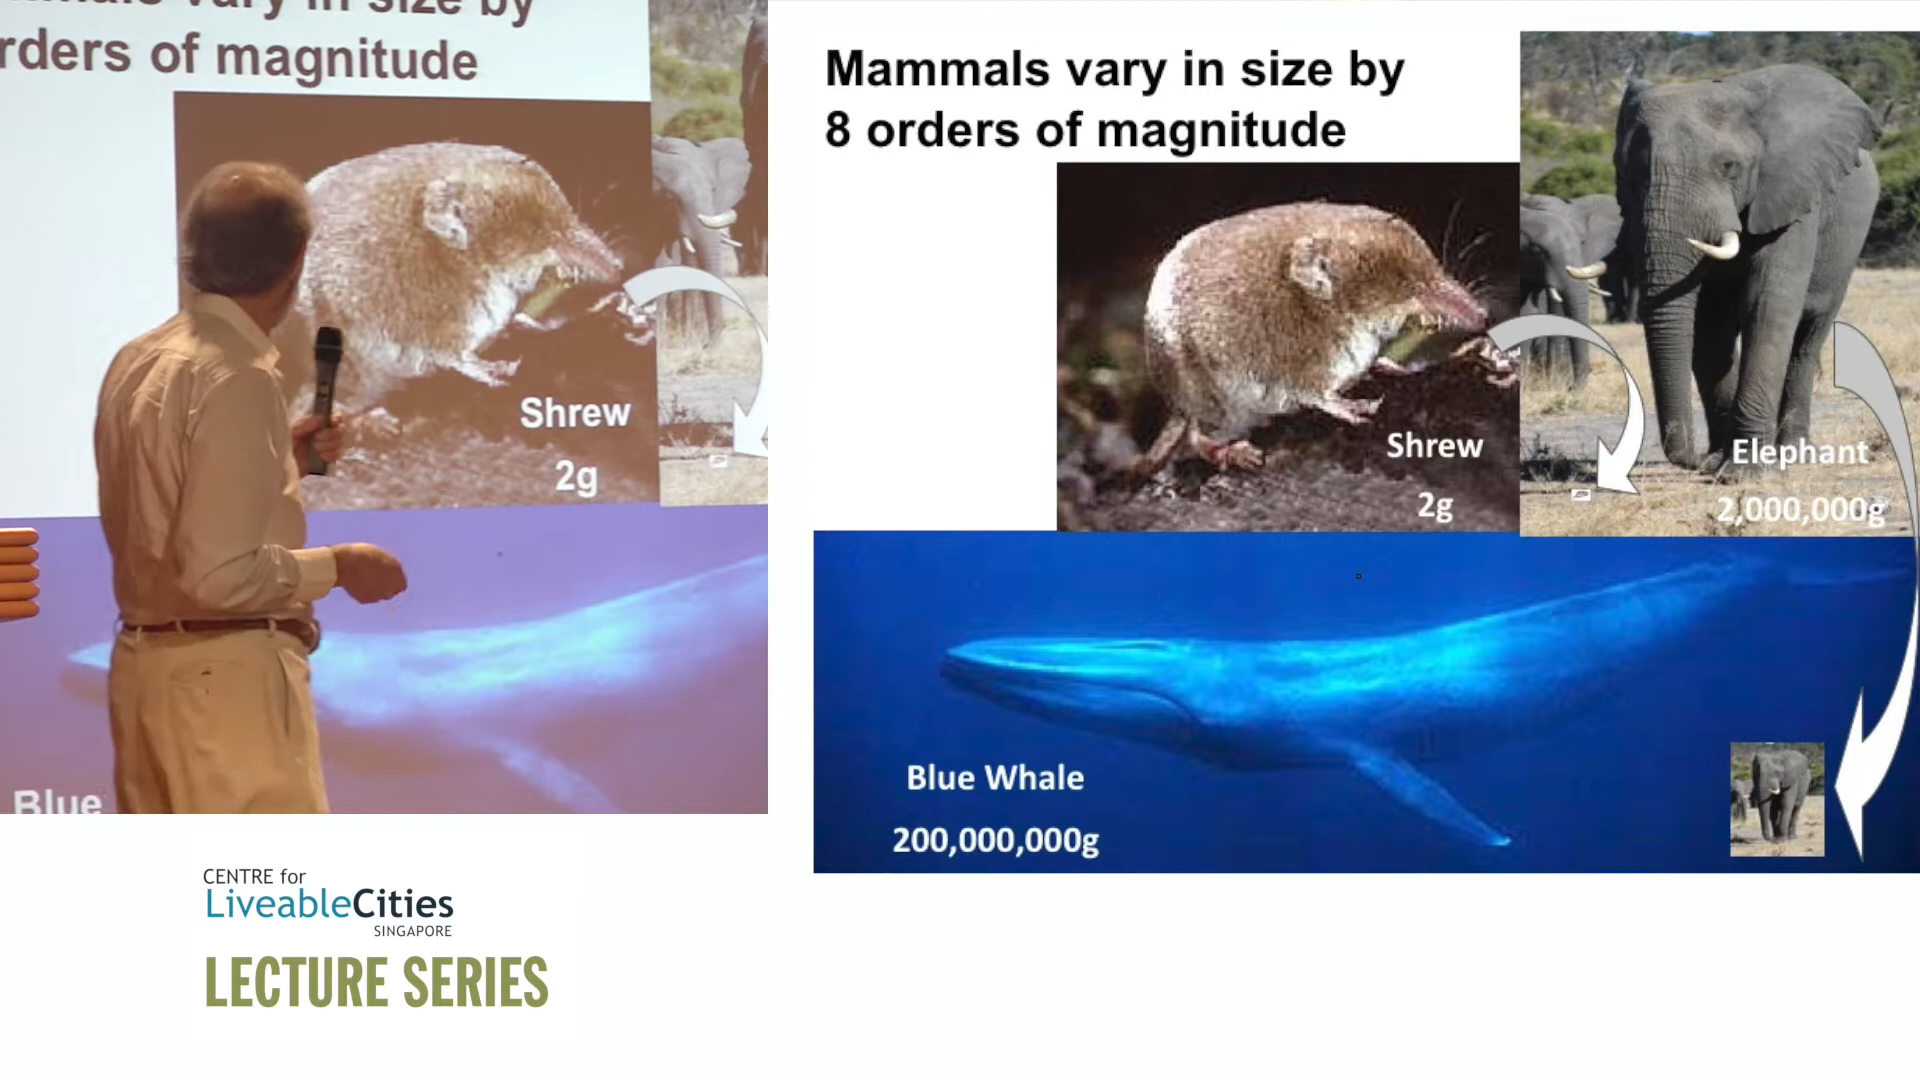 mmals vary in size by
rders of magnitude
Shrew
2g
Blue
Mammals vary in size by
8 orders of magnitude
Shrew
2g
Elephant
2,000,000g
Blue Whale
200,000,000g
CENTRE for
LiveableCities
SINGAPORE
LECTURE SERIES